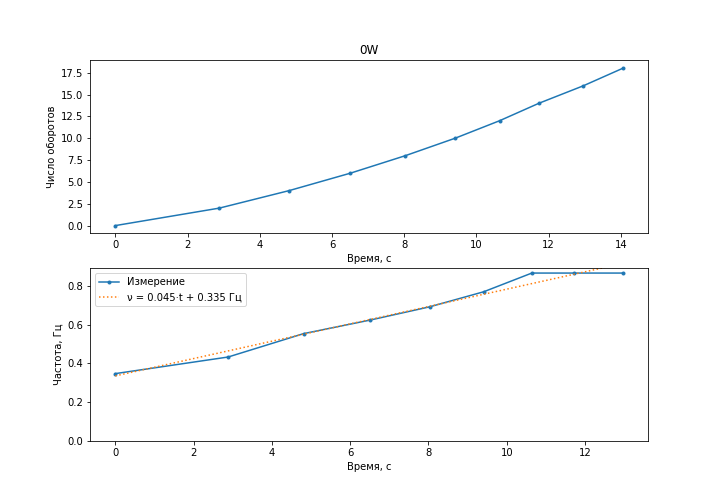 0W
17.5
15.0
12.5
10.0
7.5
5.0
2.5
0.0
Число оборотов
0 2 4 6 8 10 12 14
Время, с
0.8
0.6
0.4
0.2
0.0
Частота, Гц
Измерение
ν = 0.045·t + 0.335 Гц
0 2 4 6 8 10 12
Время, с